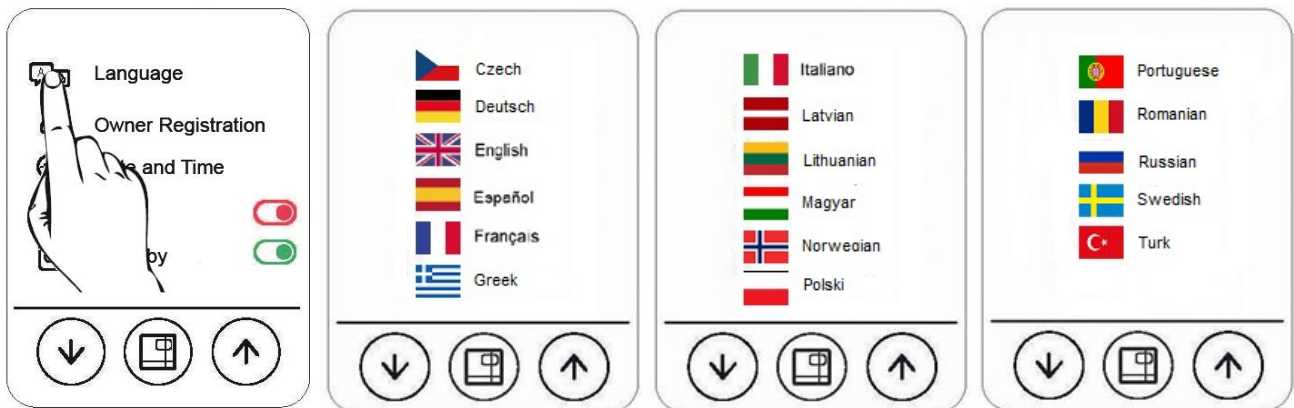 Language
Owner Registration
and Time
by
Czech
Deutsch
English
Español
Français
Greek
Italiano
Latvian
Lithuanian
Magyar
Norwegian
Polski
Portuguese
Romanian
Russian
Swedish
Turk